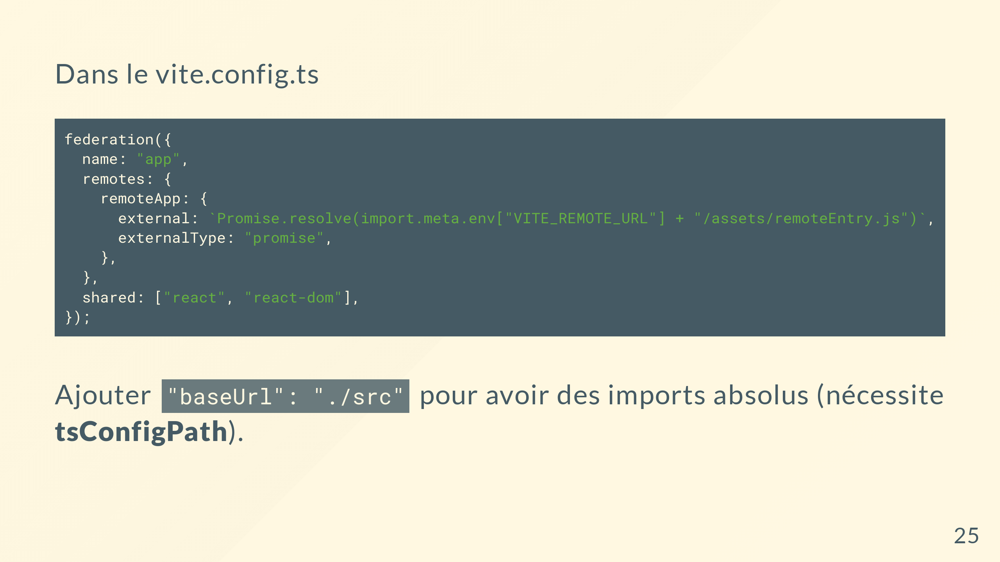 Dans le vite.config.ts
federation({
  name: "app",
  remotes: {
    remoteApp: {
      external: `Promise.resolve(import.meta.env["VITE_REMOTE_URL"] + "/assets/remoteEntry.js")`,
      externalType: "promise",
    },
  },
  shared: ["react", "react-dom"],
});
Ajouter "baseUrl": "./src" pour avoir des imports absolus (nécessite
tsConfigPath).
25